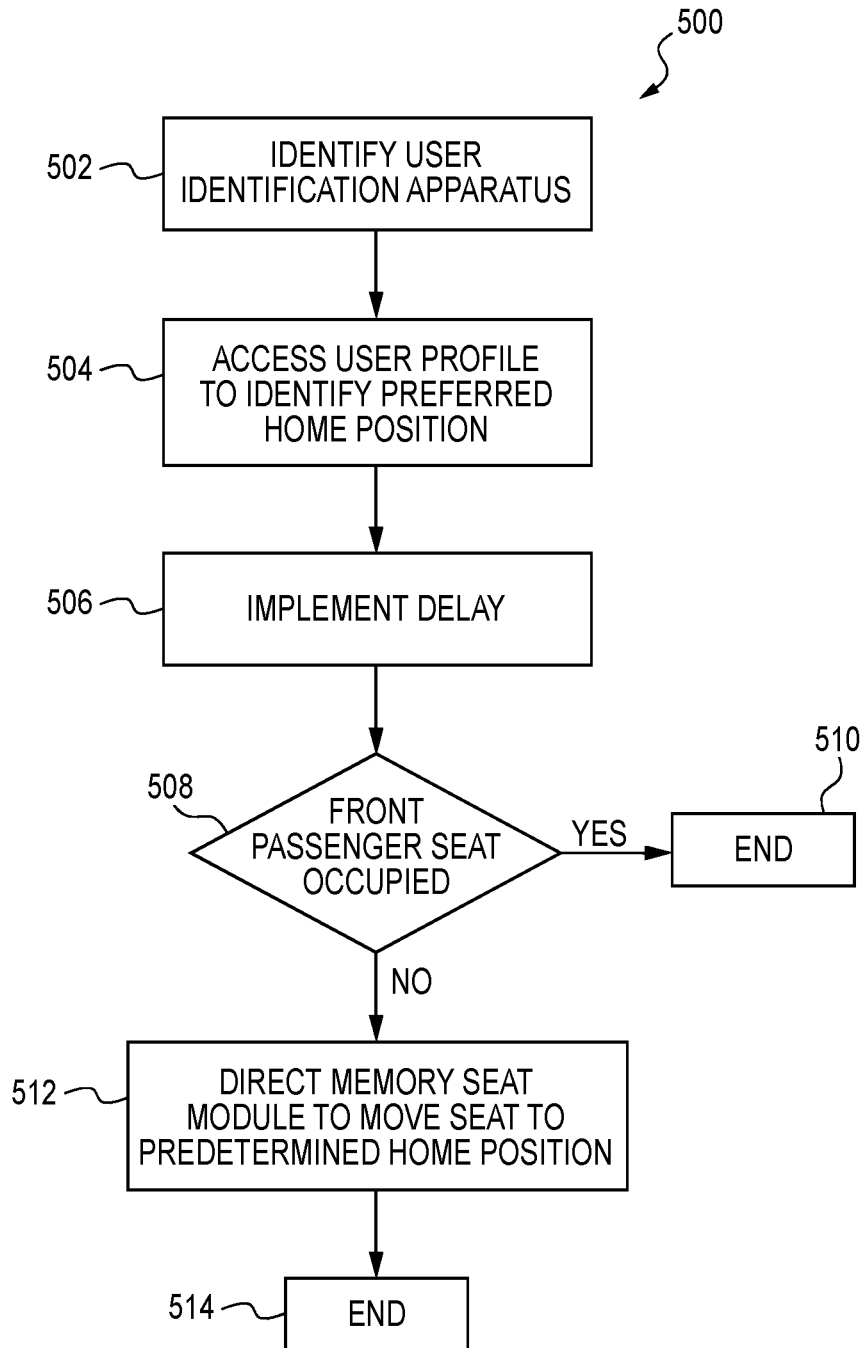 500
502
IDENTIFY USER
IDENTIFICATION APPARATUS
504
ACCESS USER PROFILE
TO IDENTIFY PREFERRED
HOME POSITION
506
IMPLEMENT DELAY
508
FRONT
PASSENGER SEAT
OCCUPIED
YES
510
END
NO
512
DIRECT MEMORY SEAT
MODULE TO MOVE SEAT TO
PREDETERMINED HOME POSITION
514
END